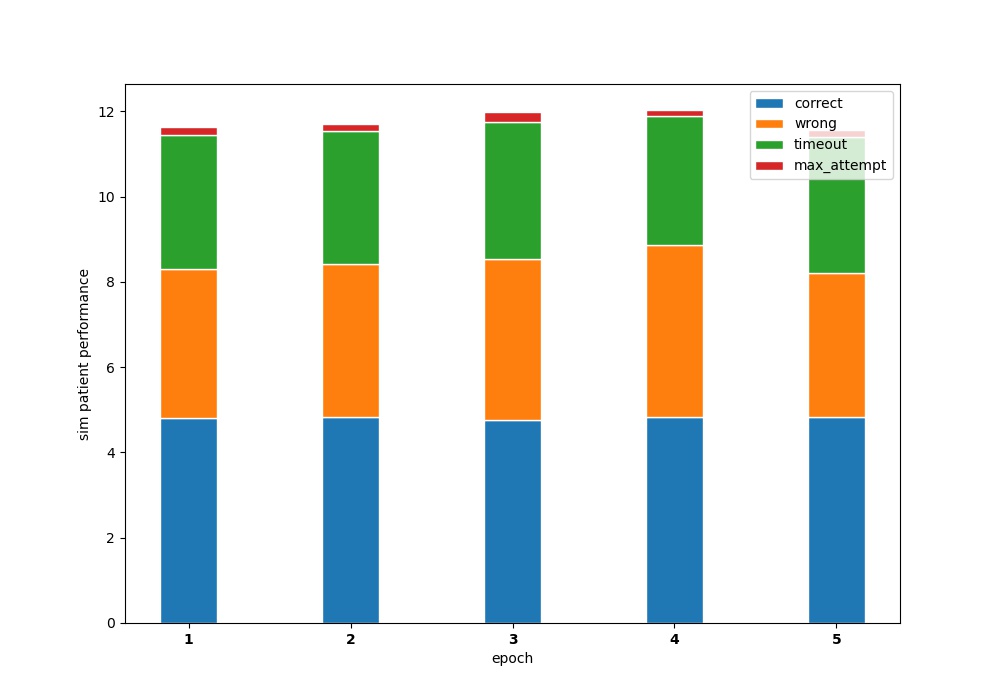 12
10
8
6
4
2
0
sim patient performance
correct
wrong
timeout
max_attempt
1 2 3 4 5
epoch